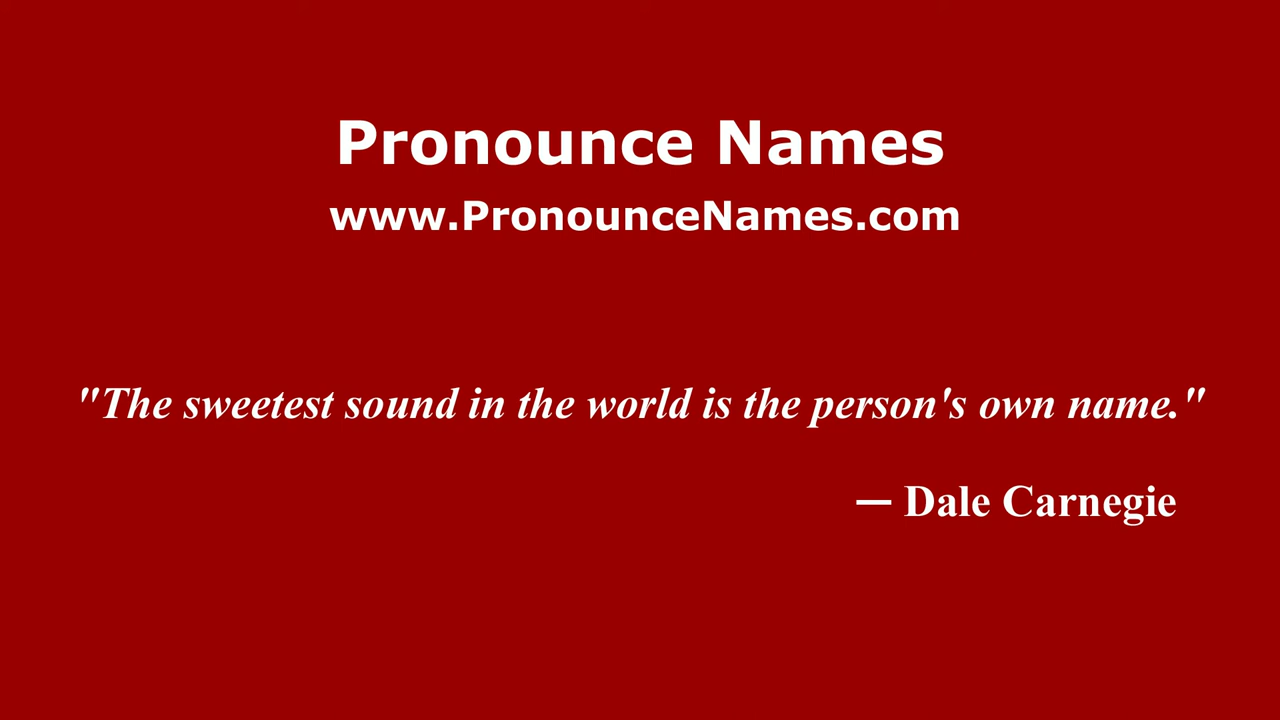 Pronounce Names
www.PronounceNames.com
"The sweetest sound in the world is the person's own name."
— Dale Carnegie